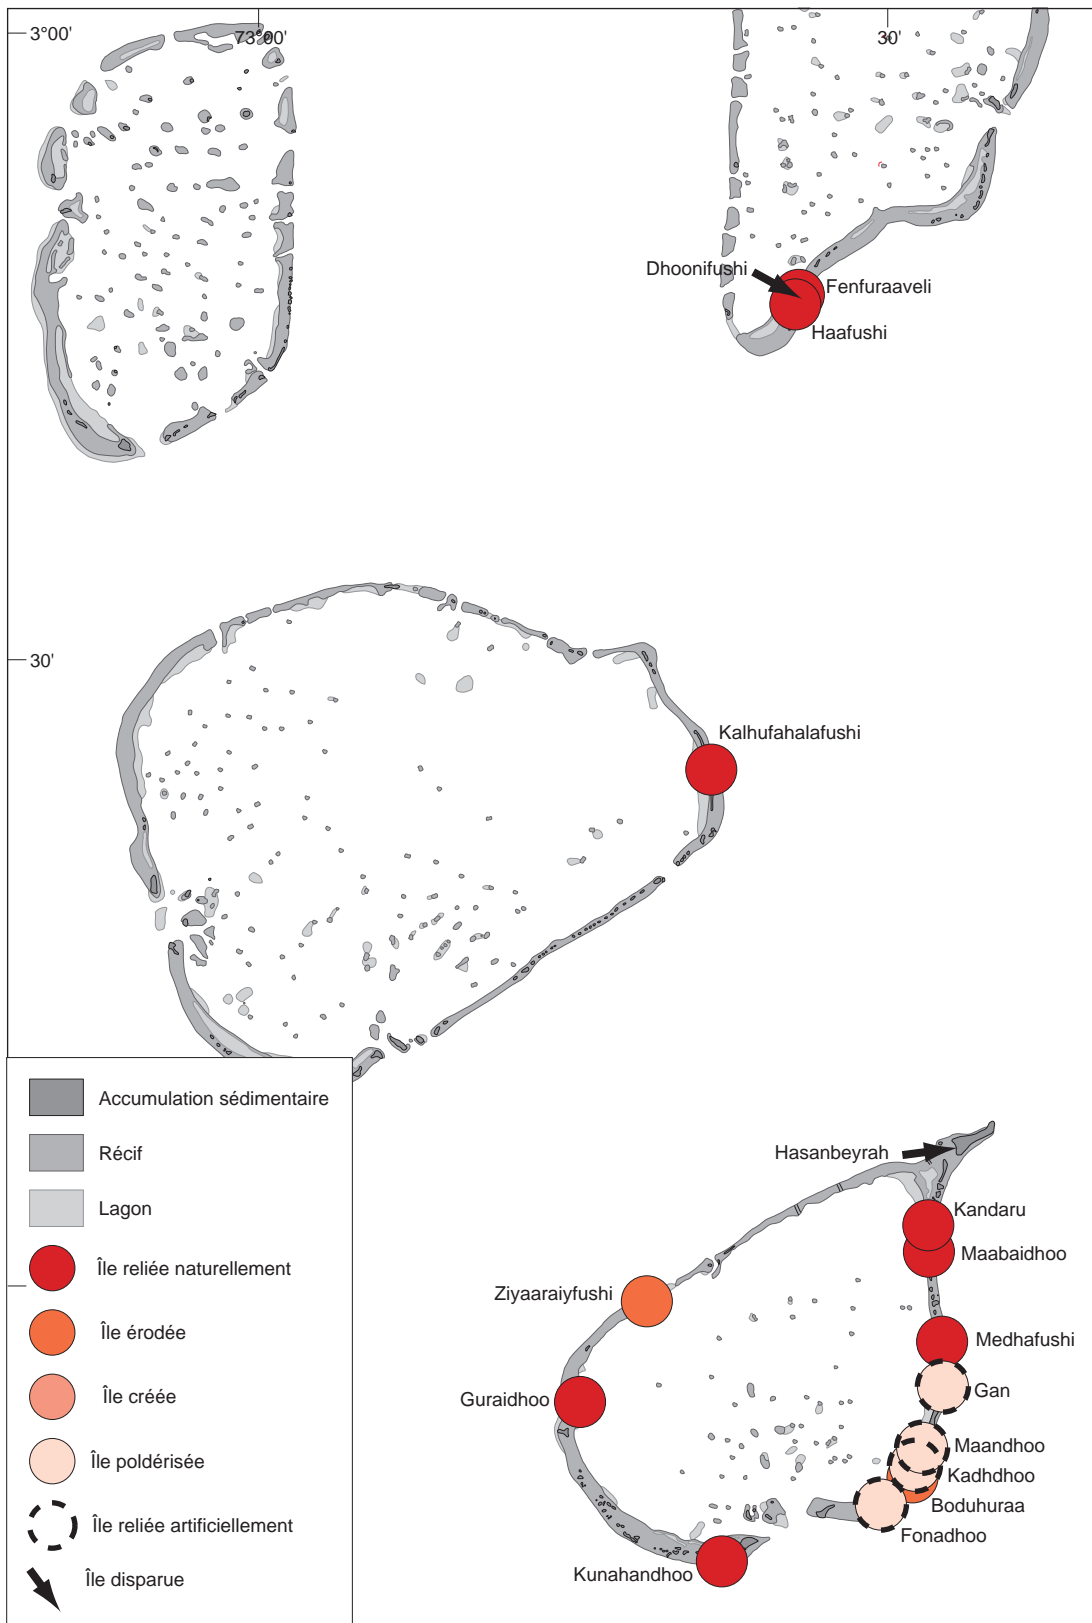 3°00'
73°00'
30'
Dhoonifushi
Fenfuraaveli
Haafushi
30'
Kalhufahalafushi
Accumulation sédimentaire
Récif
Lagon
Île reliée naturellement
Île érodée
Île créée
Île poldérisée
Île reliée artificiellement
Île disparue
Hasanbeyrah
Kandaru
Maabaidhoo
Ziyaaraiyfushi
Medhafushi
Gan
Guraidhoo
Maandhoo
Kadhdhoo
Boduhuraa
Fonadhoo
Kunahandhoo